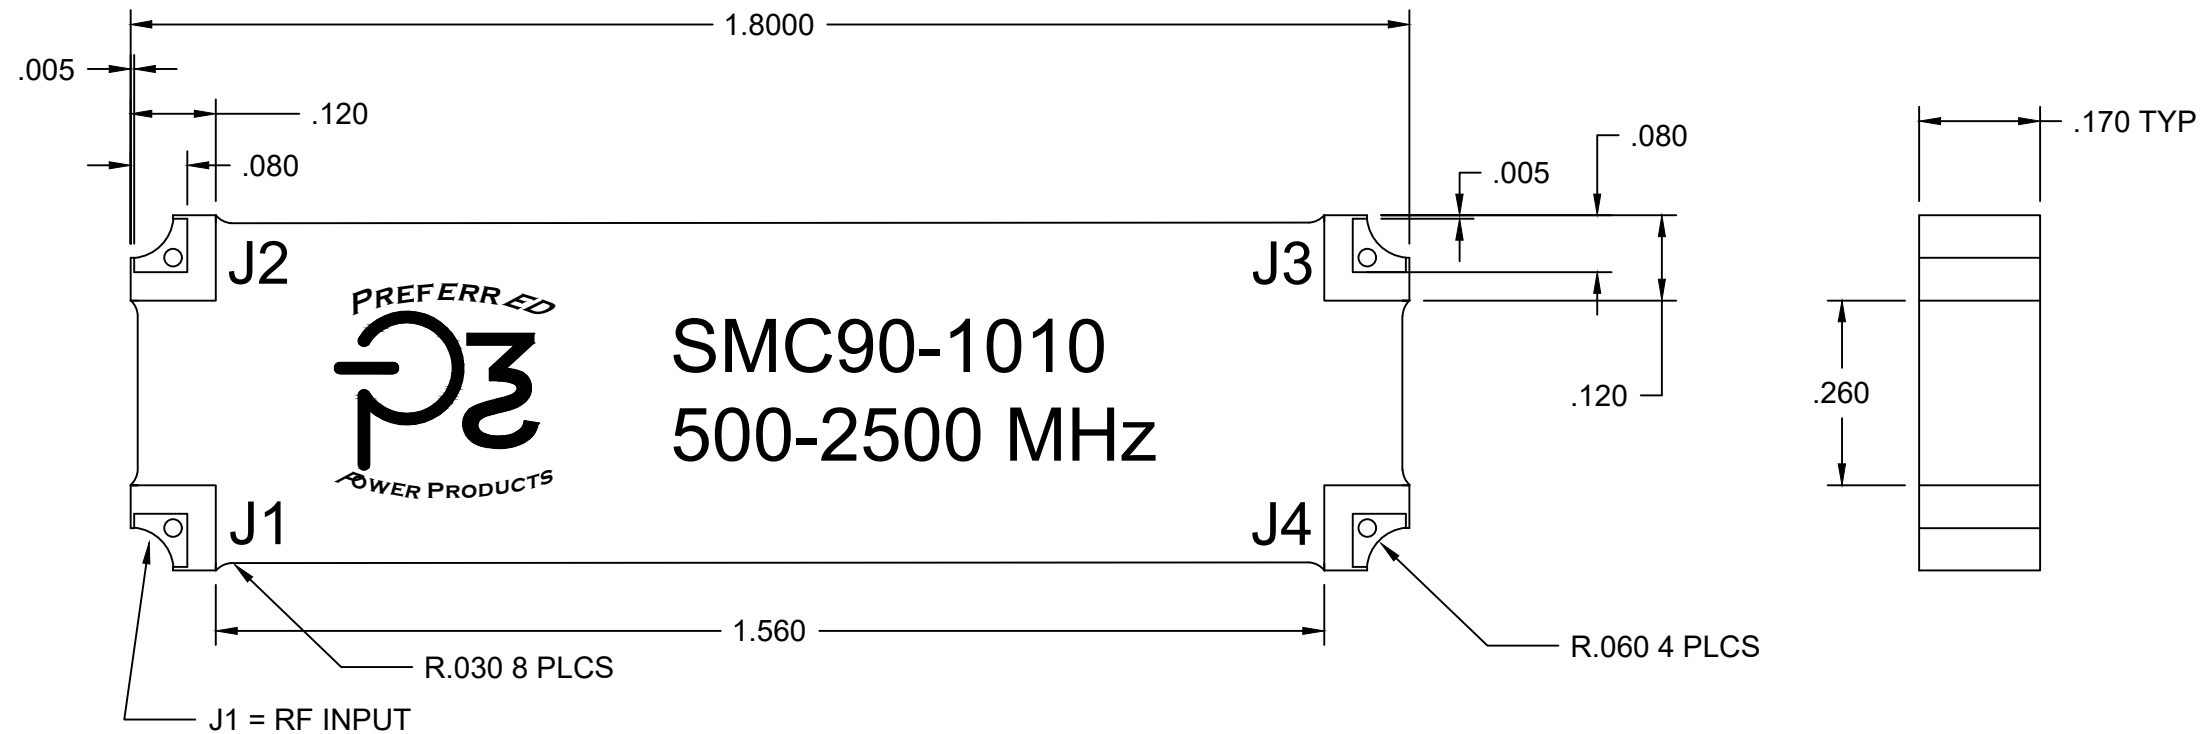 1.8000
.005
.120
.080
.170 TYP
.080
.005
J2
J3
PREFERRED
SMC90-1010
.120
.260
500-2500 MHz
POWER PRODUCTS
J1
J4
1.560
R.030 8 PLCS
R.060 4 PLCS
J1 = RF INPUT